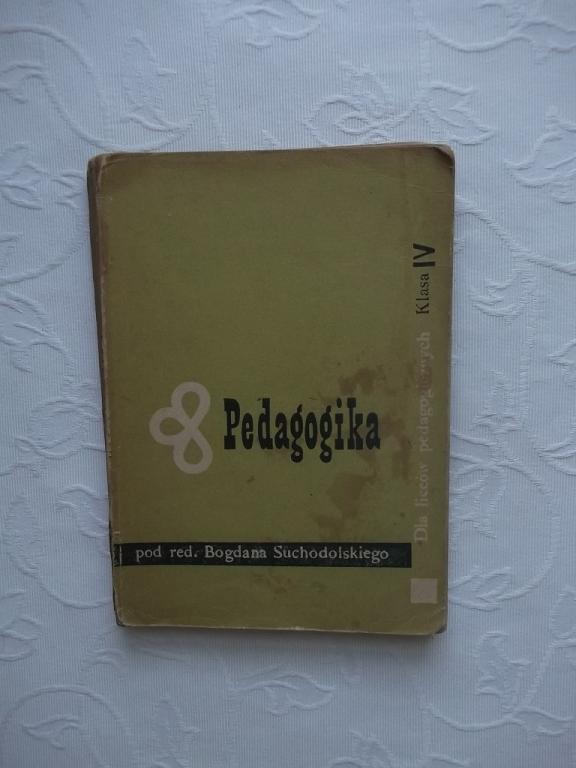 Pedagogika
pod red. Bogdana Suchodolskiego
Dla liceów pedagogicznych Klasa IV